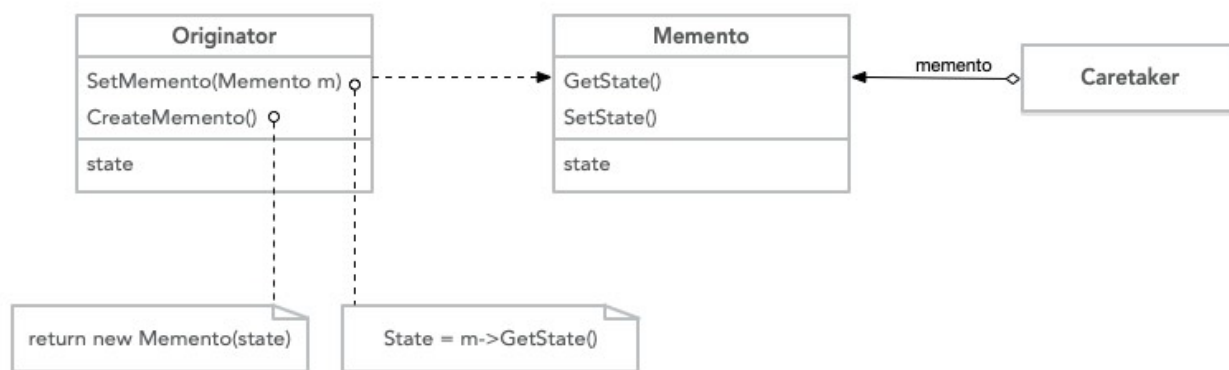 Originator
SetMemento(Memento m)
CreateMemento()
state
Memento
GetState()
SetState()
state
memento
Caretaker
return new Memento(state)
State = m->GetState()